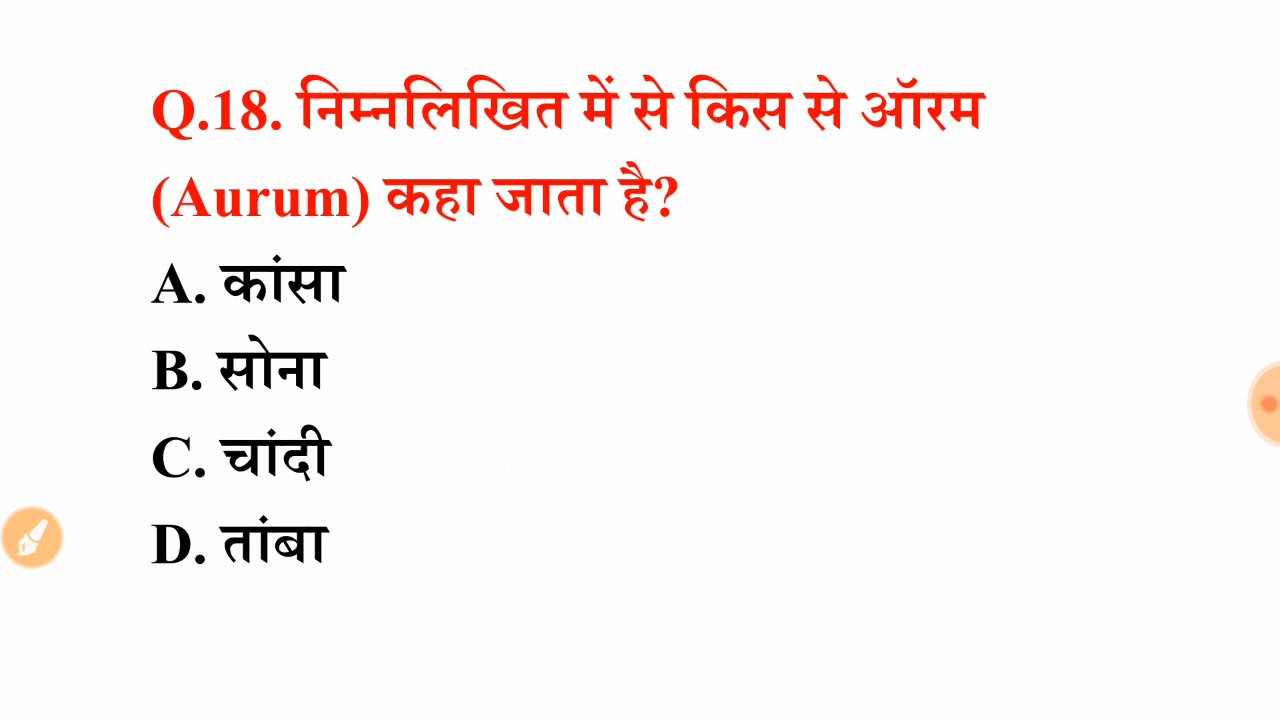 Q.18. निम्नलिखित में से किस से ऑरम
(Aurum) कहा जाता है?
A. कांसा
B. सोना
C. चांदी
D. तांबा